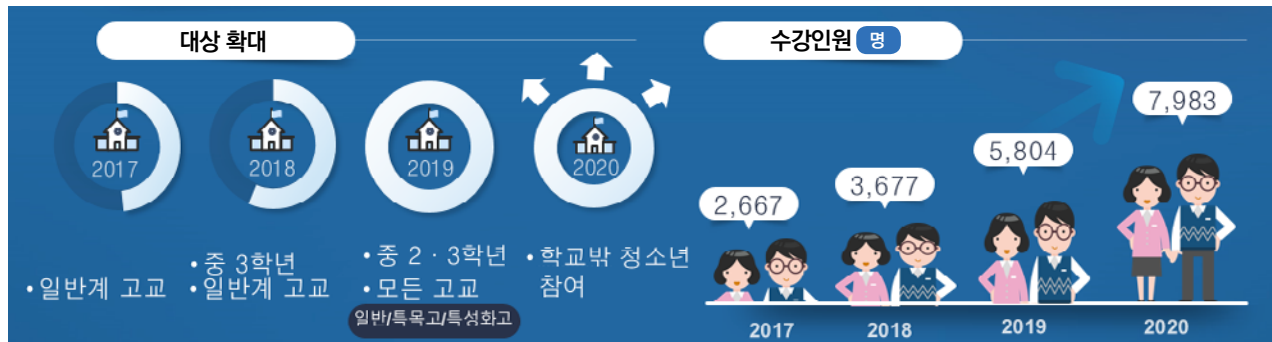 대상 확대
2017
• 일반계 고교
2018
• 중 3학년
• 일반계 고교
2019
• 중 2 · 3학년
• 모든 고교
일반/특목고/특성화고
2020
• 학교밖 청소년
참여
수강인원 명
2,667
3,677
5,804
7,983
2017
2018
2019
2020